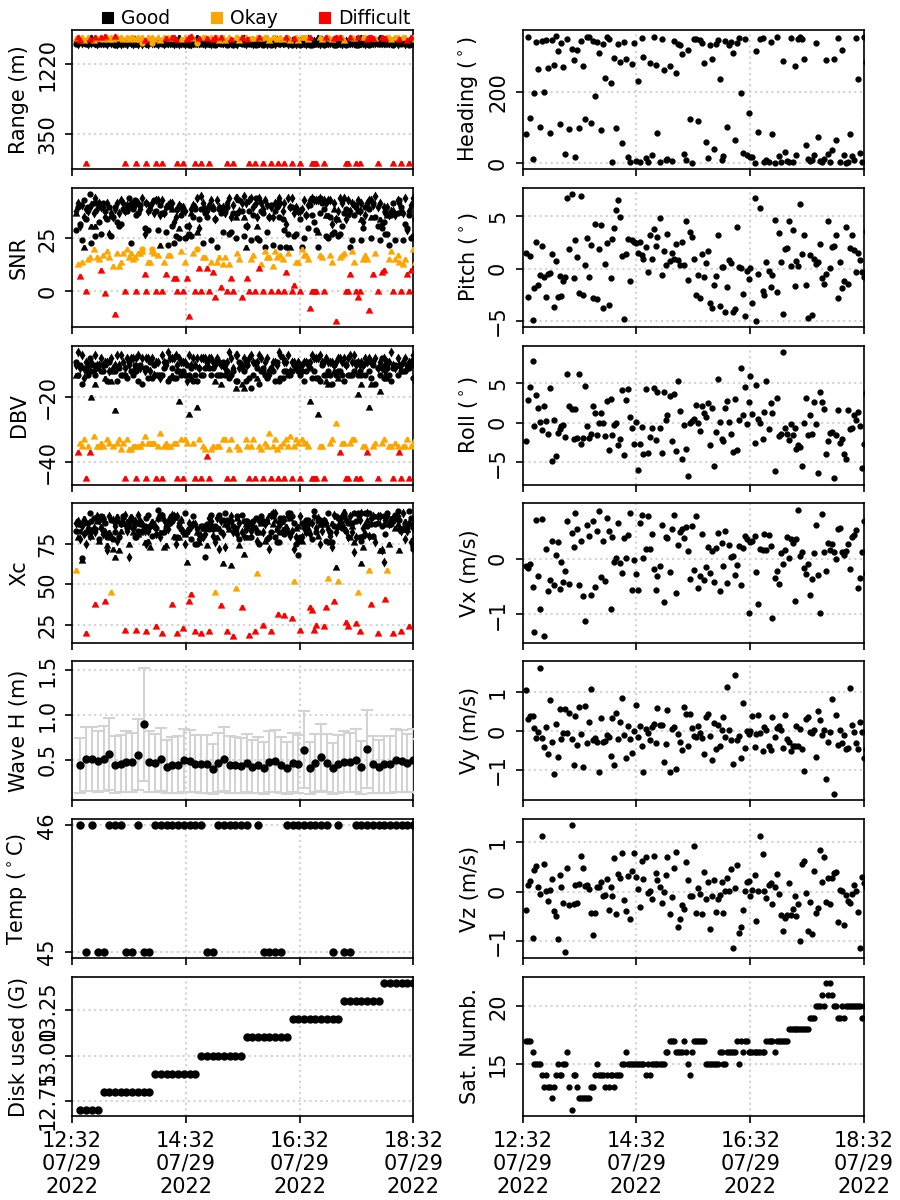 Good Okay Difficult
Range (m)
1220
350
Heading (°)
200
0
SNR
25
0
Pitch (°)
5
0
−5
DBV
−20
−40
Roll (°)
5
0
−5
Xc
75
50
25
Vx (m/s)
0
−1
Wave H (m)
1.5
1.0
0.5
Vy (m/s)
1
0
−1
Temp (°C)
46
45
Vz (m/s)
1
0
−1
Disk used (G)
13.25
13.00
12.75
Sat. Numb.
20
15
12:32 14:32 16:32 18:32
07/29 07/29 07/29 07/29
2022 2022 2022 2022
12:32 14:32 16:32 18:32
07/29 07/29 07/29 07/29
2022 2022 2022 2022